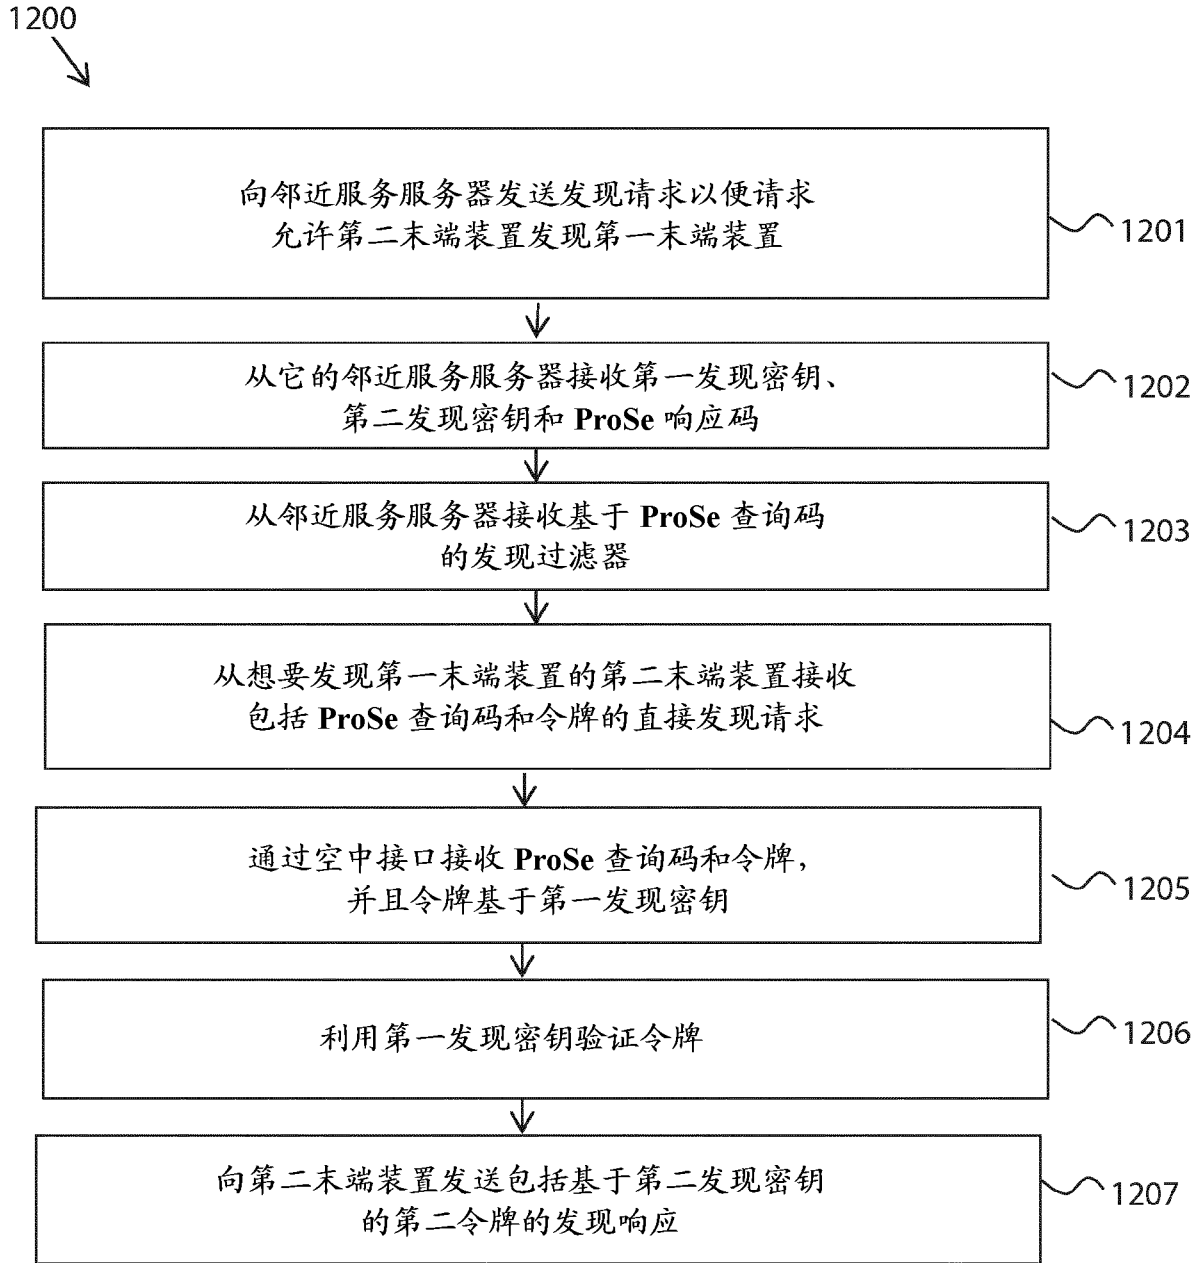 1200
向邻近服务服务器发送发现请求以便请求
允许第二末端装置发现第一末端装置
1201
从它的邻近服务服务器接收第一发现密钥、
第二发现密钥和 ProSe 响应码
1202
从邻近服务服务器接收基于 ProSe 查询码
的发现过滤器
1203
从想要发现第一末端装置的第二末端装置接收
包括 ProSe 查询码和令牌的直接发现请求
1204
通过空中接口接收 ProSe 查询码和令牌,
并且令牌基于第一发现密钥
1205
利用第一发现密钥验证令牌
1206
向第二末端装置发送包括基于第二发现密钥
的第二令牌的发现响应
1207